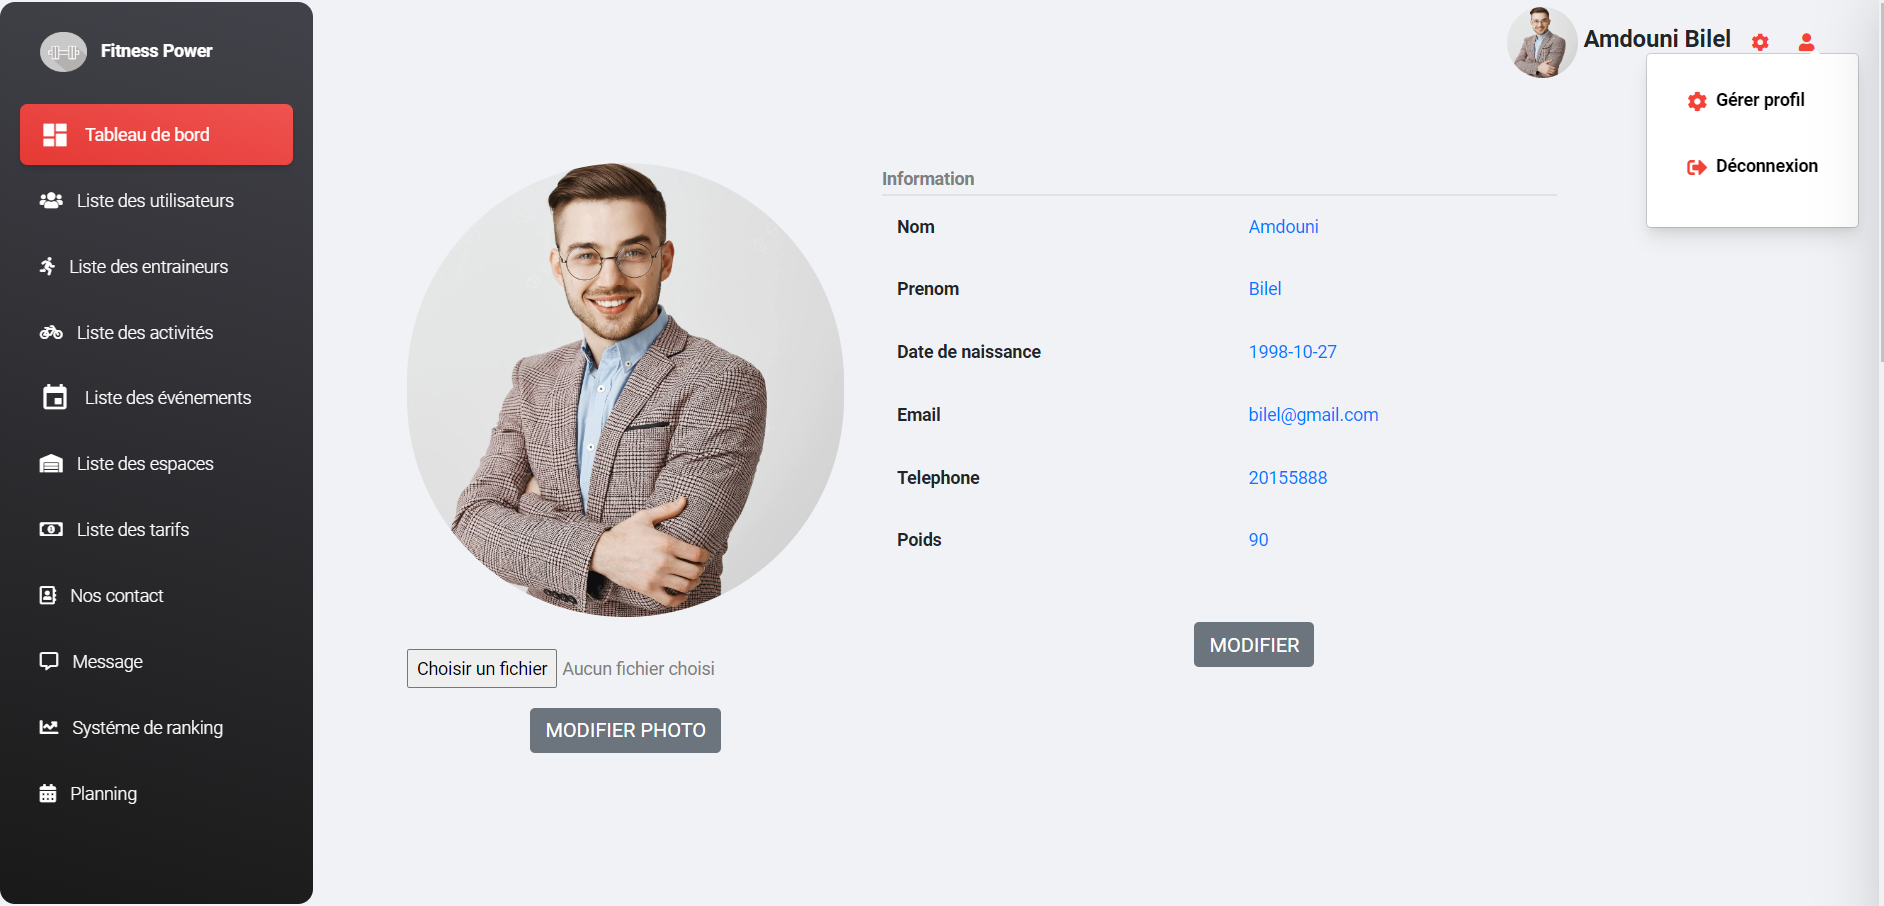 Fitness Power
Tableau de bord
Liste des utilisateurs
Liste des entraineurs
Liste des activités
Liste des événements
Liste des espaces
Liste des tarifs
Nos contact
Message
Systéme de ranking
Planning
Amdouni Bilel
Gérer profil
Déconnexion
Information
Nom Amdouni
Prenom Bilel
Date de naissance 1998-10-27
Email bilel@gmail.com
Telephone 20155888
Poids 90
MODIFIER
Choisir un fichier Aucun fichier choisi
MODIFIER PHOTO